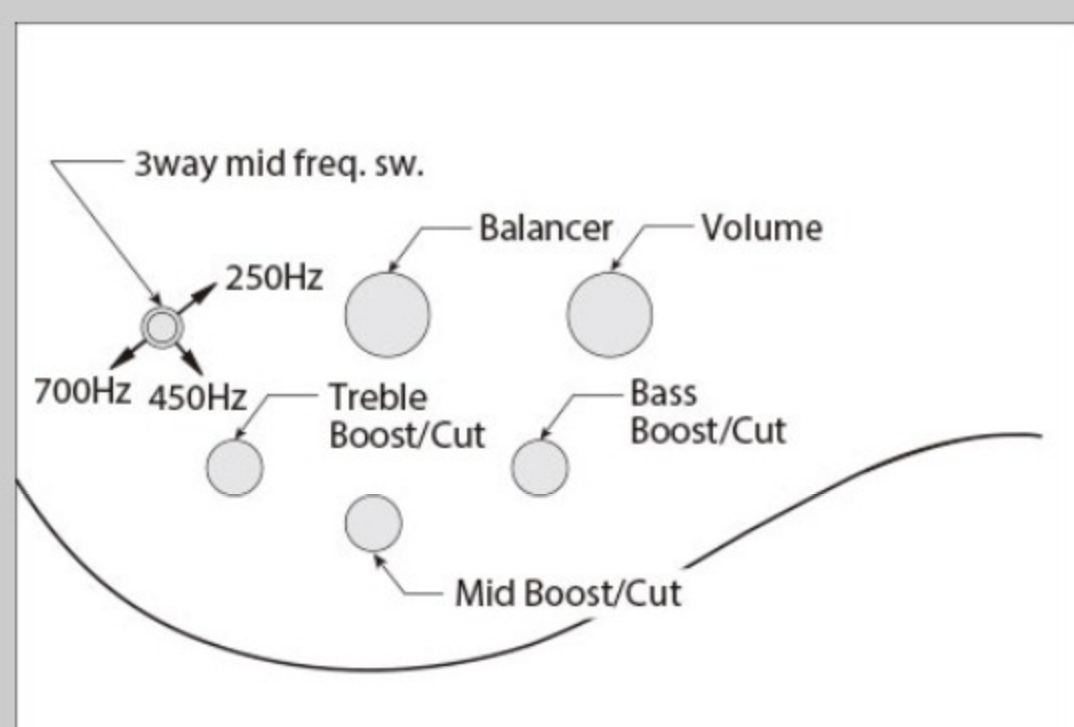 3way mid freq. sw.
Balancer
Volume
250Hz
700Hz
450Hz
Treble
Boost/Cut
Bass
Boost/Cut
Mid Boost/Cut